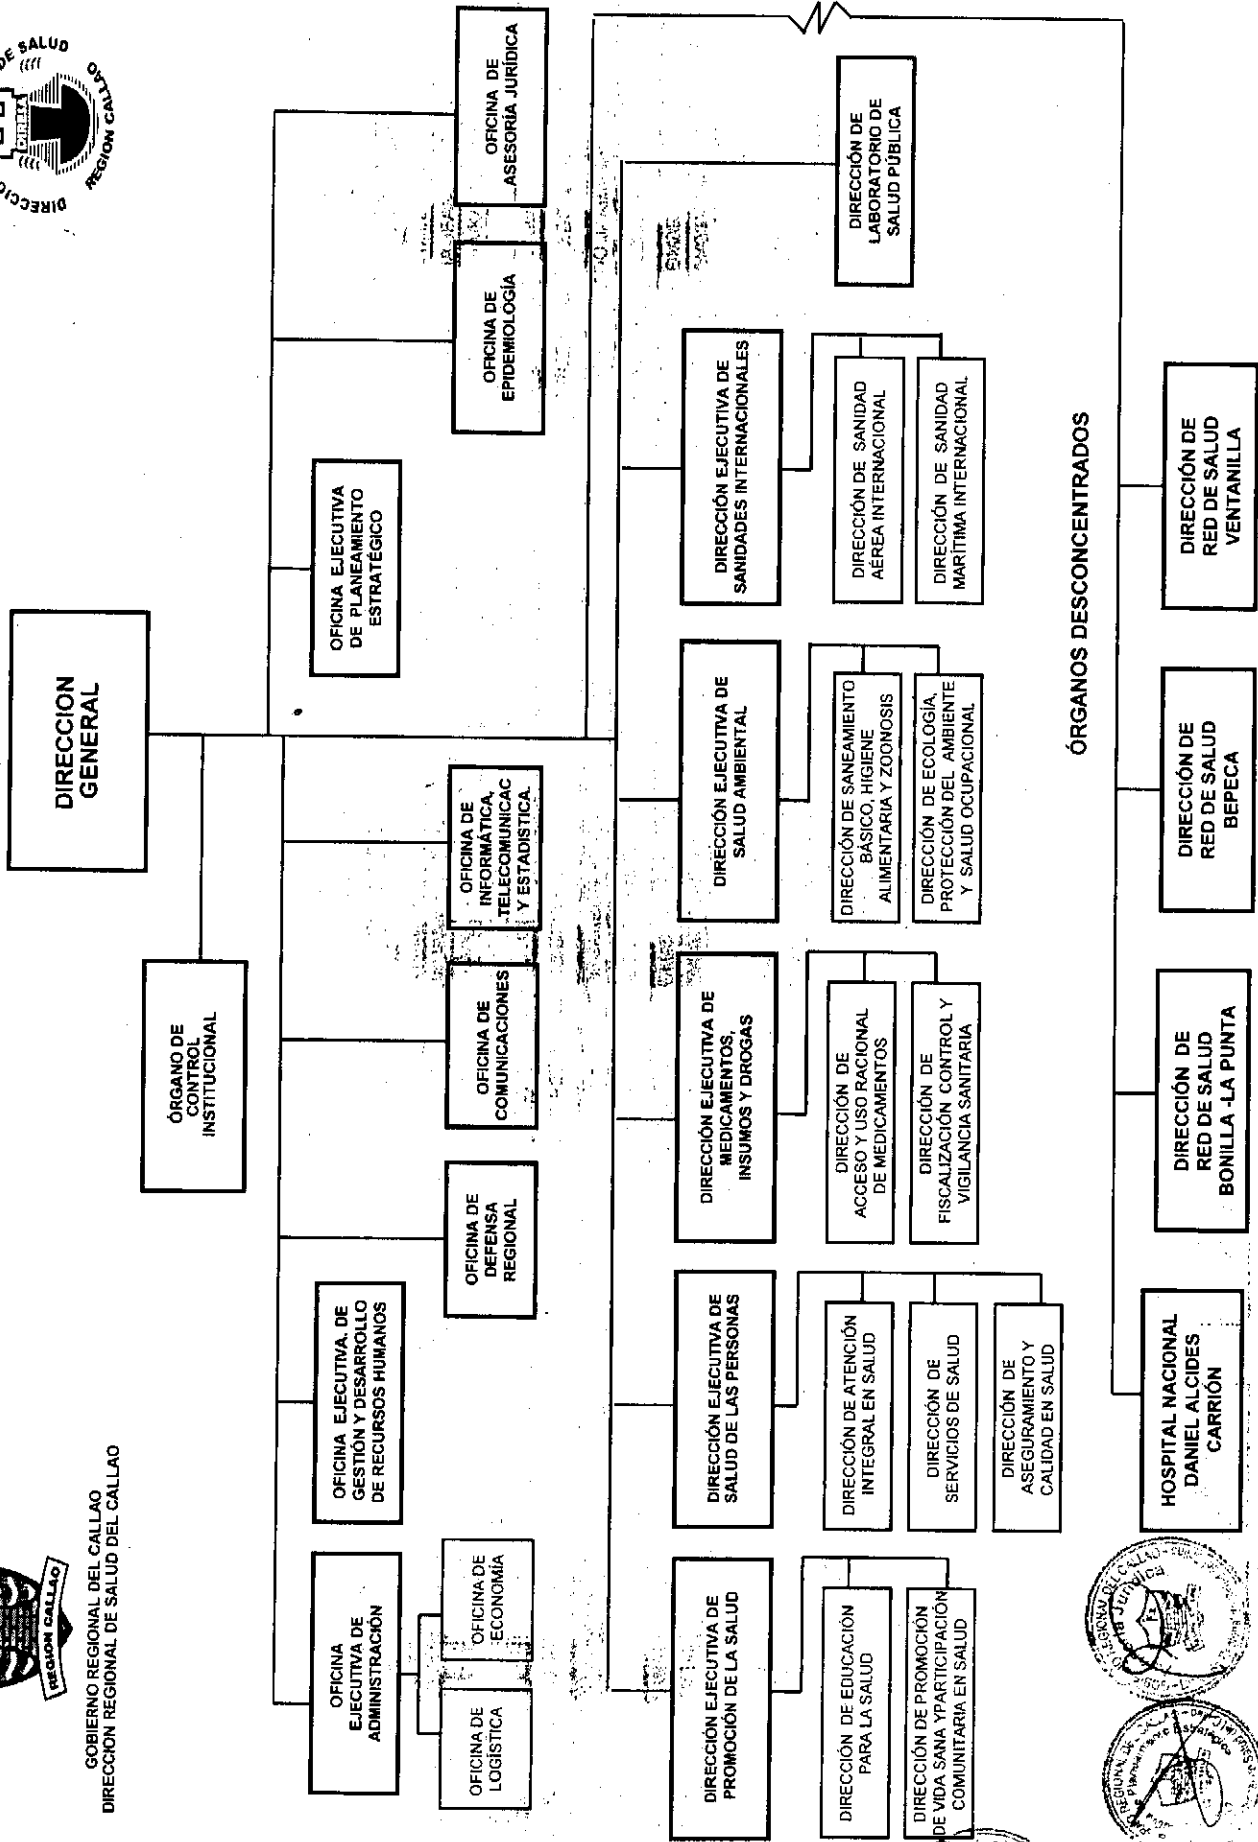 GOBIERNO REGIONAL DEL CALLAO
DIRECCION REGIONAL DE SALUD DEL CALLAO
REGION CALLAO
DE SALUD
DIRESA
REGION CALLAO
DIRECCION
GENERAL
ÓRGANO DE
CONTROL
INSTITUCIONAL
OFICINA
EJECUTIVA DE
ADMINISTRACIÓN
OFICINA EJECUTIVA. DE
GESTIÓN Y DESARROLLO
DE RECURSOS HUMANOS
OFICINA EJECUTIVA
DE PLANEAMIENTO
ESTRATÉGICO
OFICINA DE
LOGÍSTICA
OFICINA DE
ECONOMÍA
OFICINA DE
DEFENSA
REGIONAL
OFICINA DE
COMUNICACIONES
OFICINA DE
INFORMÁTICA,
TELECOMUNICAC
Y ESTADISTICA.
OFICINA DE
EPIDEMIOLOGÍA
OFICINA DE
ASESORÍA JURÍDICA
DIRECCIÓN EJECUTIVA DE
PROMOCIÓN DE LA SALUD
DIRECCIÓN DE EDUCACIÓN
PARA LA SALUD
DIRECCIÓN DE PROMOCIÓN
DE VIDA SANA YPARTICIPACIÓN
COMUNITARIA EN SALUD
DIRECCIÓN EJECUTIVA DE
SALUD DE LAS PERSONAS
DIRECCIÓN DE ATENCIÓN
INTEGRAL EN SALUD
DIRECCIÓN DE
SERVICIOS DE SALUD
DIRECCIÓN DE
ASEGURAMIENTO Y
CALIDAD EN SALUD
DIRECCIÓN EJECUTIVA DE
MEDICAMENTOS,
INSUMOS Y DROGAS
DIRECCIÓN DE
ACCESO Y USO RACIONAL
DE MEDICAMENTOS
DIRECCIÓN DE
FISCALIZACIÓN CONTROL Y
VIGILANCIA SANITARIA
DIRECCIÓN EJECUTIVA DE
SALUD AMBIENTAL
DIRECCIÓN DE SANEAMIENTO
BÁSICO, HIGIENE
ALIMENTARIA Y ZOONOSIS
DIRECCIÓN DE ECOLOGÍA,
PROTECCIÓN DEL AMBIENTE
Y SALUD OCUPACIONAL
DIRECCIÓN EJECUTIVA DE
SANIDADES INTERNACIONALES
DIRECCIÓN DE SANIDAD
AÉREA INTERNACIONAL
DIRECCIÓN DE SANIDAD
MARÍTIMA INTERNACIONAL
DIRECCIÓN DE
LABORATORIO DE
SALUD PÚBLICA
ÓRGANOS DESCONCENTRADOS
HOSPITAL NACIONAL
DANIEL ALCIDES
CARRIÓN
DIRECCIÓN DE
RED DE SALUD
BONILLA -LA PUNTA
DIRECCIÓN DE
RED DE SALUD
BEPECA
DIRECCIÓN DE
RED DE SALUD
VENTANILLA